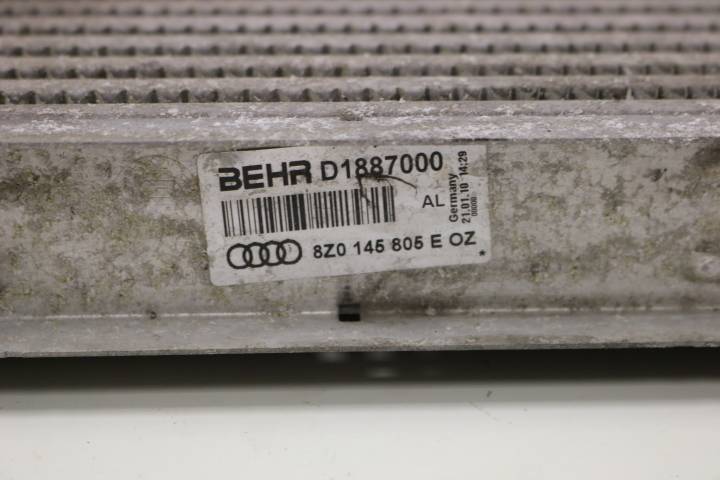 BEHR D1887000
AL
Germany
21.01.10 14:29
8Z0 145 805 E OZ
*